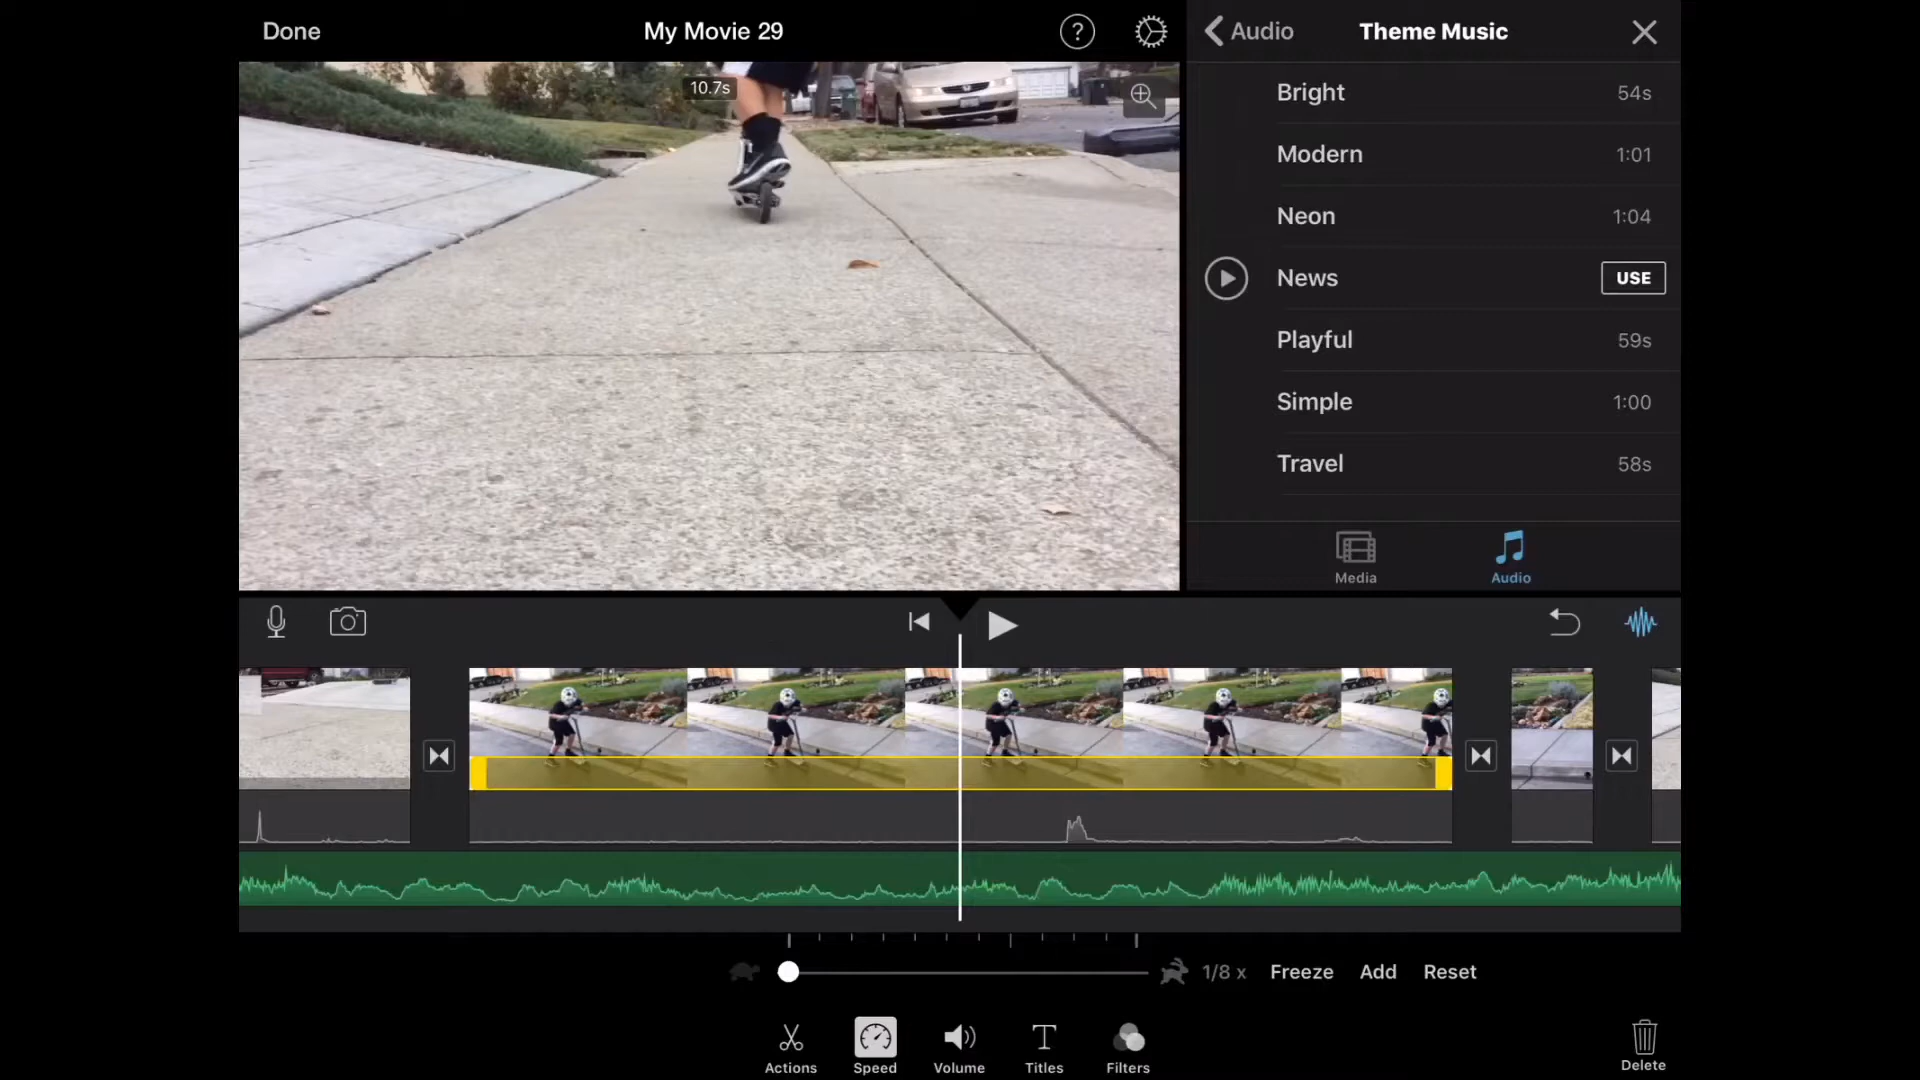 Done
My Movie 29
?
10.7s
Audio
Theme Music
Bright 54s
Modern 1:01
Neon 1:04
News USE
Playful 59s
Simple 1:00
Travel 58s
Media
Audio
1/8 x
Freeze
Add
Reset
Actions
Speed
Volume
Titles
Filters
Delete